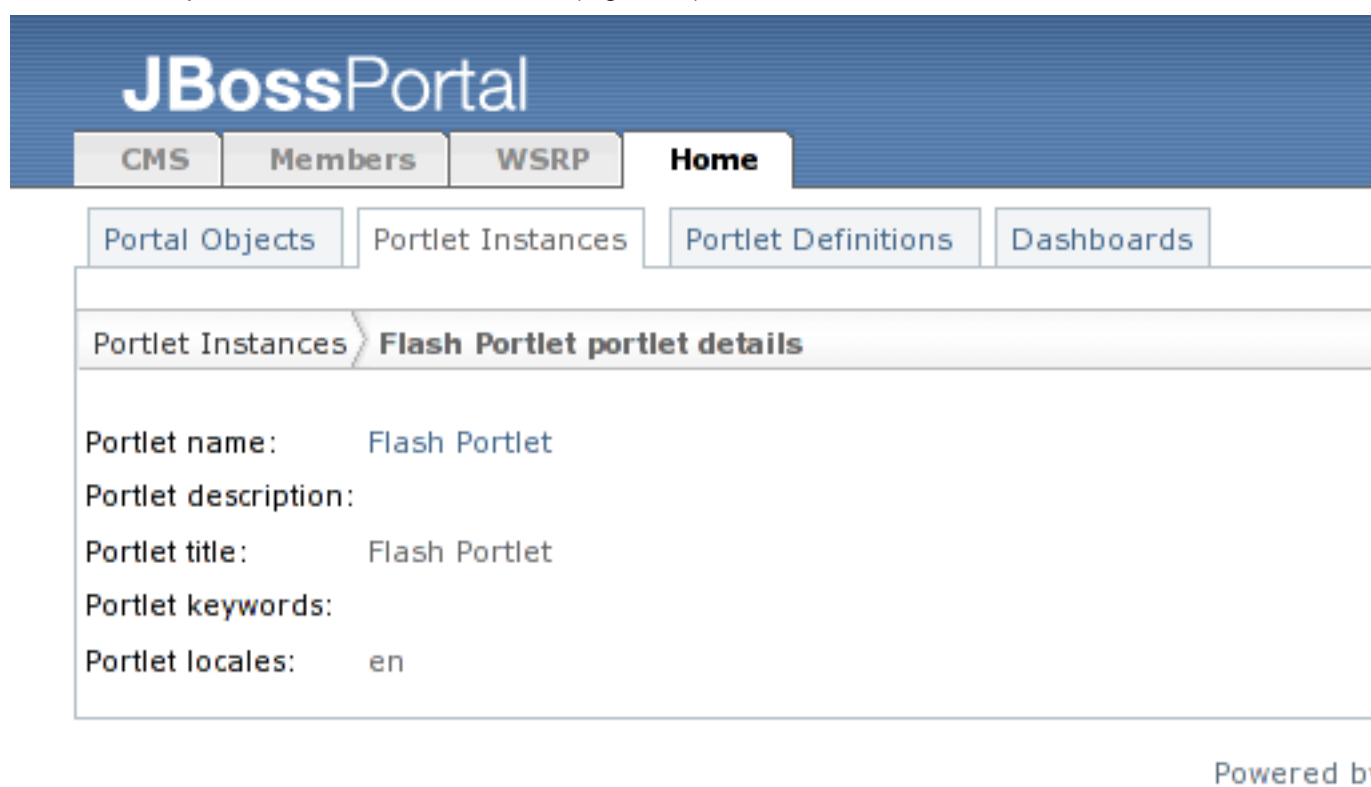 JBossPortal
CMS Members WSRP Home
Portal Objects Portlet Instances Portlet Definitions Dashboards
Portlet Instances Flash Portlet portlet details
Portlet name: Flash Portlet
Portlet description:
Portlet title: Flash Portlet
Portlet keywords:
Portlet locales: en
Powered